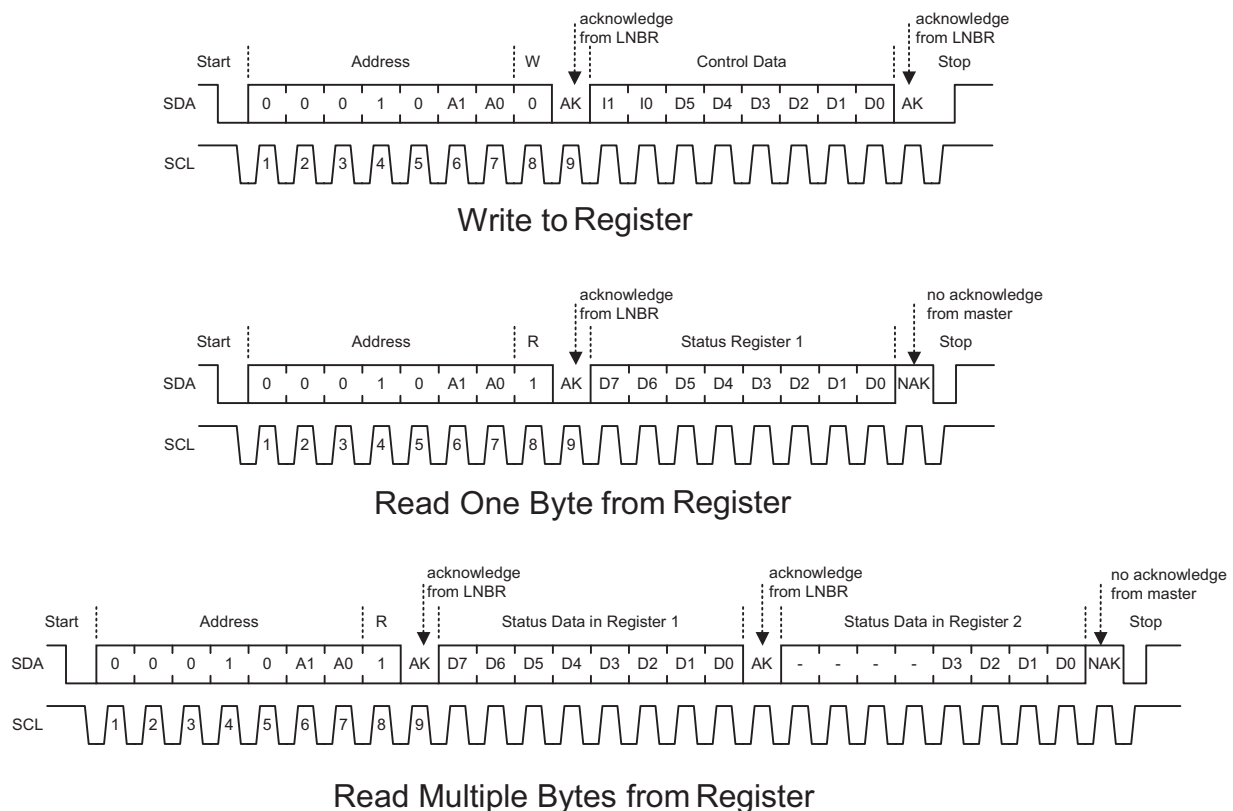 acknowledge
from LNBR
acknowledge
from LNBR
Start Address W Control Data Stop
SDA 0 0 0 1 0 A1 A0 0 AK I1 I0 D5 D4 D3 D2 D1 D0 AK
SCL 1 2 3 4 5 6 7 8 9
Write to Register
acknowledge
from LNBR
no acknowledge
from master
Start Address R Status Register 1 Stop
SDA 0 0 0 1 0 A1 A0 1 AK D7 D6 D5 D4 D3 D2 D1 D0 NAK
SCL 1 2 3 4 5 6 7 8 9
Read One Byte from Register
acknowledge
from LNBR
acknowledge
from LNBR
no acknowledge
from master
Start Address R Status Data in Register 1 Status Data in Register 2 Stop
SDA 0 0 0 1 0 A1 A0 1 AK D7 D6 D5 D4 D3 D2 D1 D0 AK - - - - D3 D2 D1 D0 NAK
SCL 1 2 3 4 5 6 7 8 9
Read Multiple Bytes from Register